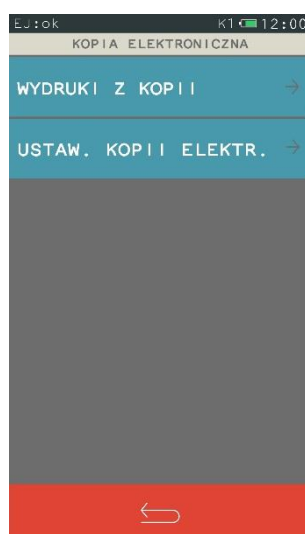 EJ:ok K1 12:00
KOPIA ELEKTRONICZNA
WYDRUKI Z KOPII
USTAW. KOPII ELEKTR.